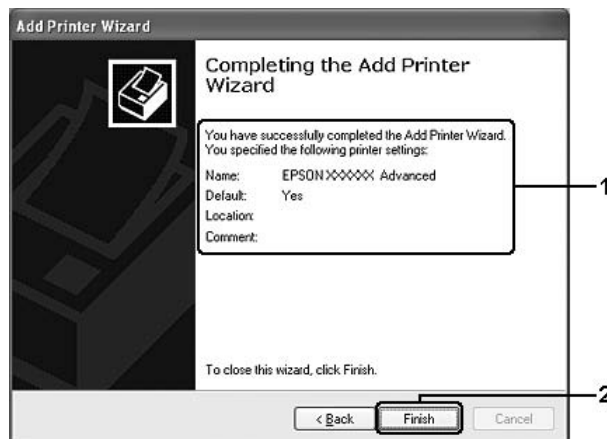 Add Printer Wizard
Completing the Add Printer
Wizard
You have successfully completed the Add Printer Wizard.
You specified the following printer settings:
Name: EPSON XXXXXX Advanced
Default: Yes
Location:
Comment:
1
To close this wizard, click Finish.
2
< Back Finish Cancel